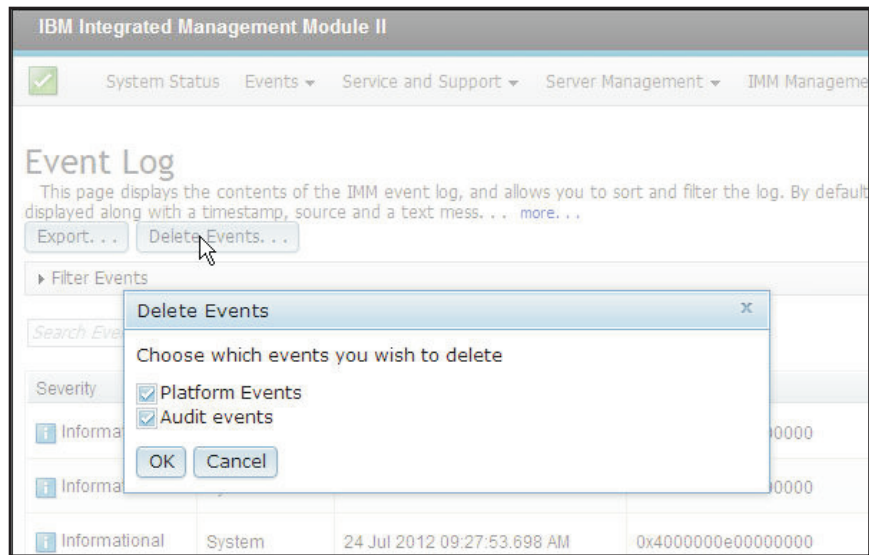 IBM Integrated Management Module II
System Status Events Service and Support Server Management IMM Manageme
Event Log
This page displays the contents of the IMM event log, and allows you to sort and filter the log. By default
displayed along with a timestamp, source and a text mess. . . more. . .
Export. . . Delete Events. . .
Filter Events
Delete Events x
Search Eve
Choose which events you wish to delete
Severity
Platform Events
Audit events
Informa 0000
OK Cancel
Informa 0000
Informational System 24 Jul 2012 09:27:53.698 AM 0x4000000e00000000